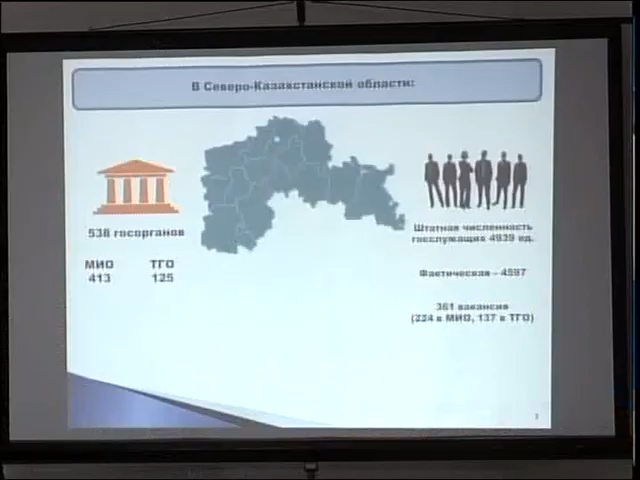 В Северо-Казахстанской области:
538 госорганов
МИО ТГО
413 125
Штатная численность
госслужащих 4939 ед.
Фактическая – 4597
361 вакансия
(224 в МИО, 137 в ТГО)